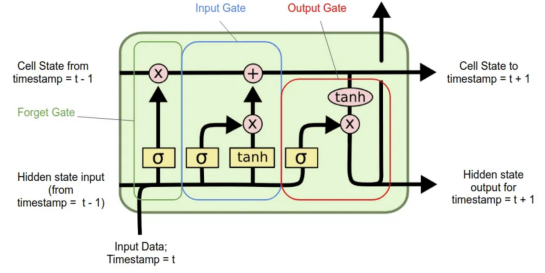 Input Gate
Output Gate
Cell State from
timestamp = t - 1
x
+
Cell State to
timestamp = t + 1
tanh
Forget Gate
x
x
σ
σ
tanh
σ
Hidden state input
(from
timestamp = t - 1)
Hidden state
output for
timestamp = t + 1
Input Data;
Timestamp = t